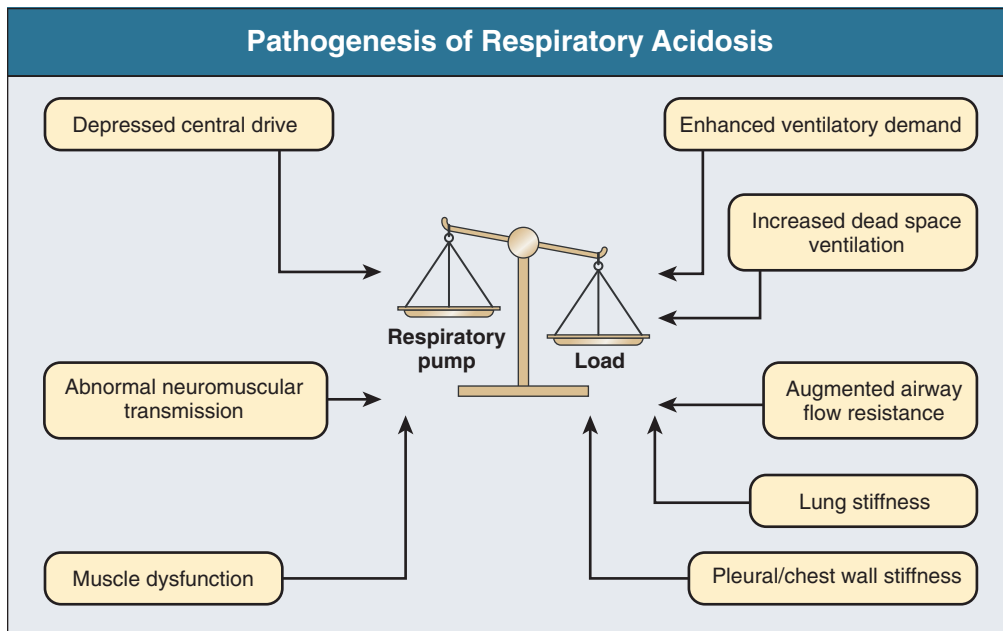 Pathogenesis of Respiratory Acidosis
Depressed central drive
Enhanced ventilatory demand
Increased dead space
ventilation
Respiratory
pump
Load
Abnormal neuromuscular
transmission
Augmented airway
flow resistance
Lung stiffness
Muscle dysfunction
Pleural/chest wall stiffness